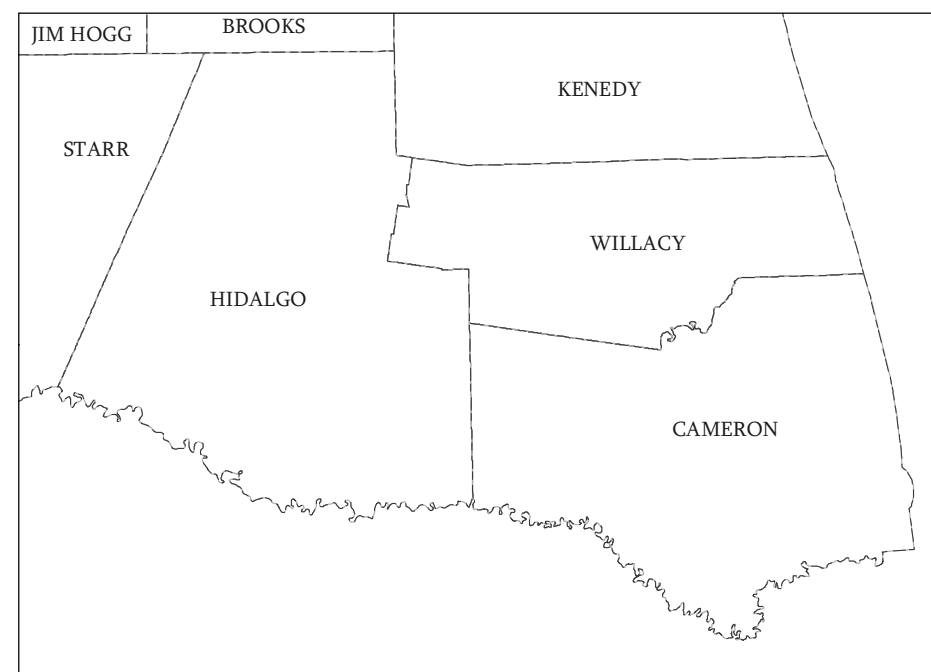 JIM HOGG
BROOKS
KENEDY
STARR
WILLACY
HIDALGO
CAMERON